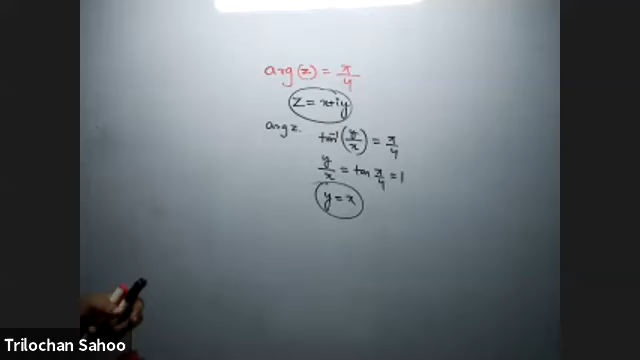 arg(z) = π/4
z = x+iy
arg z.
tan⁻¹(y/x) = π/4
y/x = tan π/4 = 1
y = x
Trilochan Sahoo